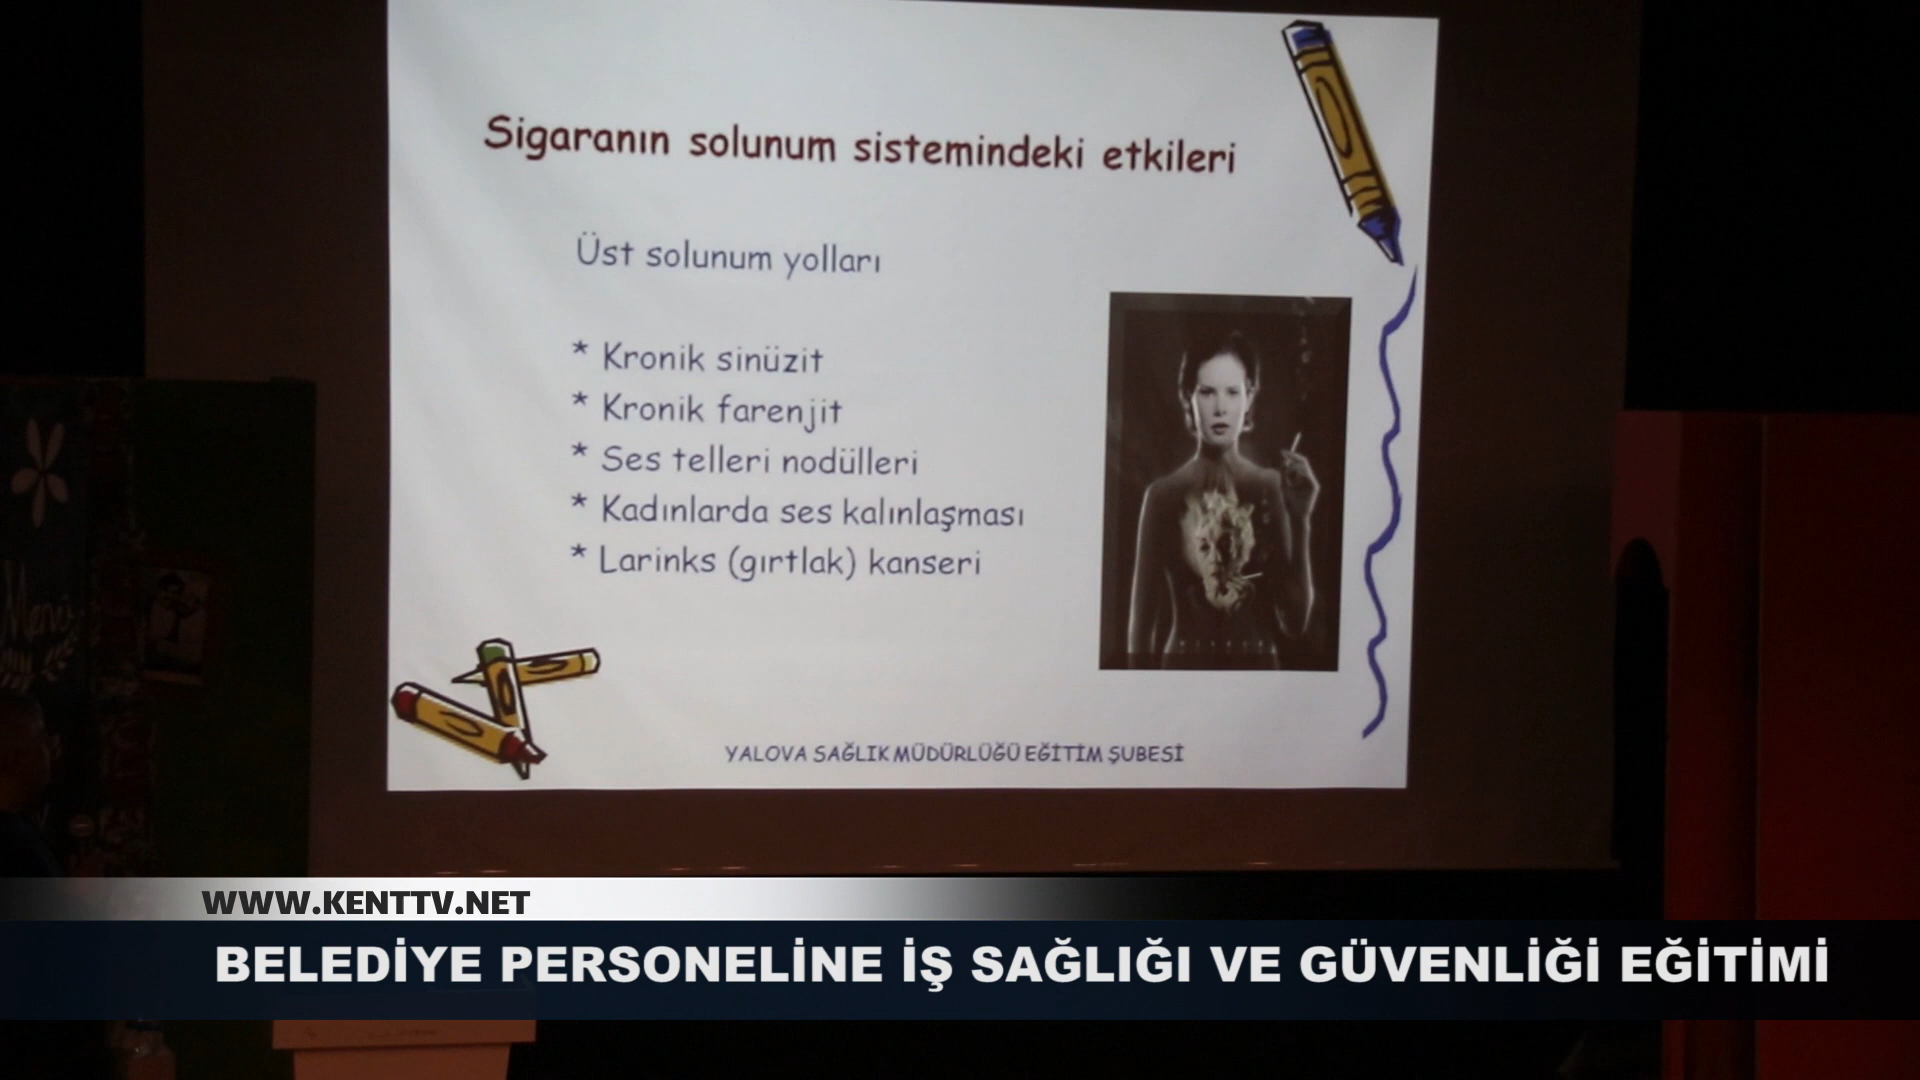 Sigaranın solunum sistemindeki etkileri
Üst solunum yolları
* Kronik sinüzit
* Kronik farenjit
* Ses telleri nodülleri
* Kadınlarda ses kalınlaşması
* Larinks (gırtlak) kanseri
YALOVA SAĞLIK MÜDÜRLÜĞÜ EĞİTİM ŞUBESİ
WWW.KENTTV.NET
BELEDİYE PERSONELİNE İŞ SAĞLIĞI VE GÜVENLİĞİ EĞİTİMİ